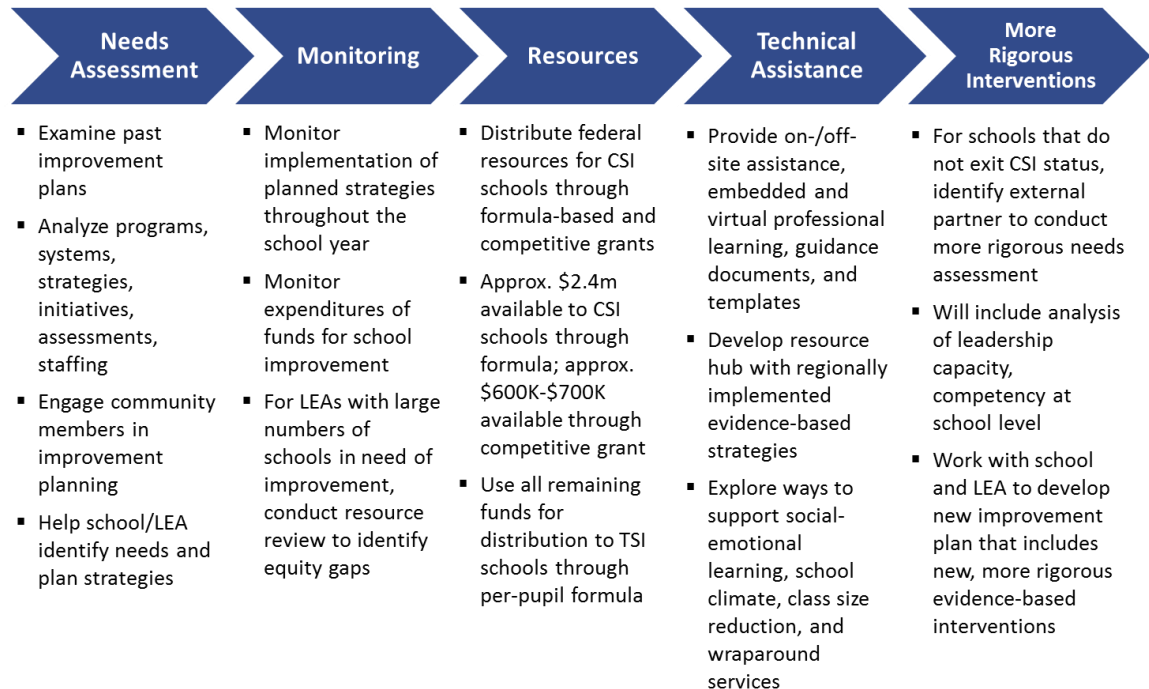 Needs
Assessment
Monitoring
Resources
Technical
Assistance
More
Rigorous
Interventions
▪ Examine past
improvement
plans
▪ Analyze programs,
systems,
strategies,
initiatives,
assessments,
staffing
▪ Engage community
members in
improvement
planning
▪ Help school/LEA
identify needs and
plan strategies
▪ Monitor
implementation of
planned strategies
throughout the
school year
▪ Monitor
expenditures of
funds for school
improvement
▪ For LEAs with large
numbers of
schools in need of
improvement,
conduct resource
review to identify
equity gaps
▪ Distribute federal
resources for CSI
schools through
formula-based and
competitive grants
▪ Approx. $2.4m
available to CSI
schools through
formula; approx.
$600K-$700K
available through
competitive grant
▪ Use all remaining
funds for
distribution to TSI
schools through
per-pupil formula
▪ Provide on-/off-
site assistance,
embedded and
virtual professional
learning, guidance
documents, and
templates
▪ Develop resource
hub with regionally
implemented
evidence-based
strategies
▪ Explore ways to
support social-
emotional
learning, school
climate, class size
reduction, and
wraparound
services
▪ For schools that do
not exit CSI status,
identify external
partner to conduct
more rigorous needs
assessment
▪ Will include analysis
of leadership
capacity,
competency at
school level
▪ Work with school
and LEA to develop
new improvement
plan that includes
new, more rigorous
evidence-based
interventions